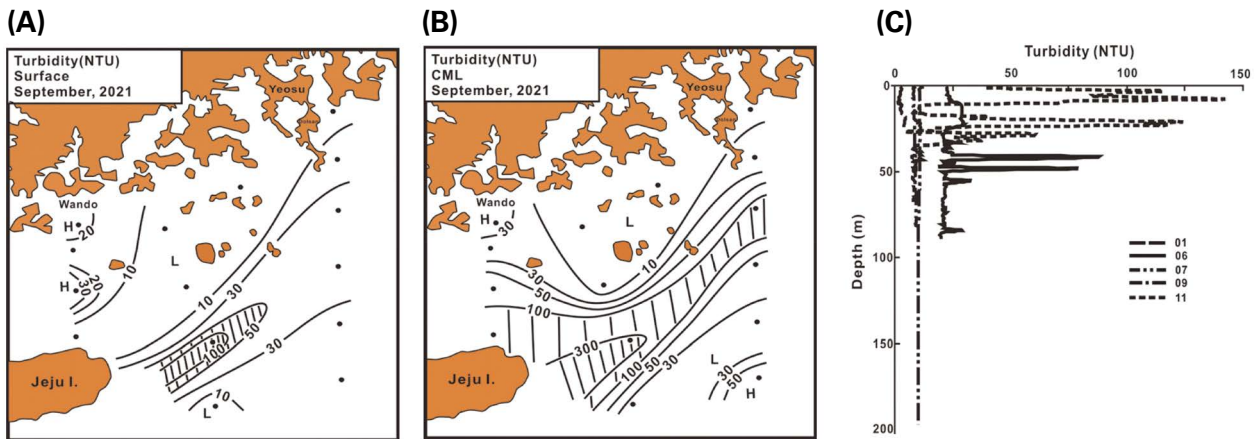 (A)
Turbidity(NTU)
Surface
September, 2021
Yeosu
Wando
H
20
20
30
H
10
L
10
30
50
100
30
10
L
Jeju I.
(B)
Turbidity(NTU)
CML
September, 2021
Yeosu
Wando
H
30
L
10
30
50
100
30
300
100
50
30
L
30
50
H
Jeju I.
(C)
Turbidity (NTU)
0 50 100 150
0
50
100
150
200
Depth (m)
01
06
07
09
11